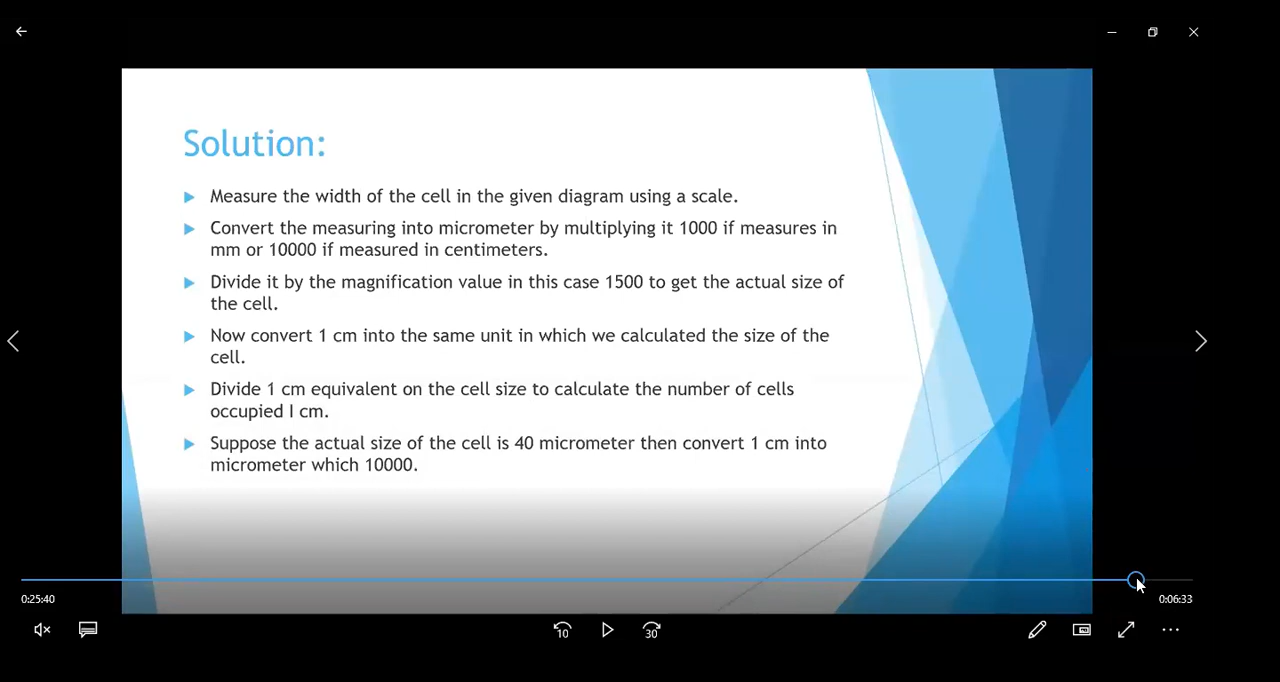 Solution:
Measure the width of the cell in the given diagram using a scale.
Convert the measuring into micrometer by multiplying it 1000 if measures in
mm or 10000 if measured in centimeters.
Divide it by the magnification value in this case 1500 to get the actual size of
the cell.
Now convert 1 cm into the same unit in which we calculated the size of the
cell.
Divide 1 cm equivalent on the cell size to calculate the number of cells
occupied I cm.
Suppose the actual size of the cell is 40 micrometer then convert 1 cm into
micrometer which 10000.
0:25:40
0:06:33
10
30